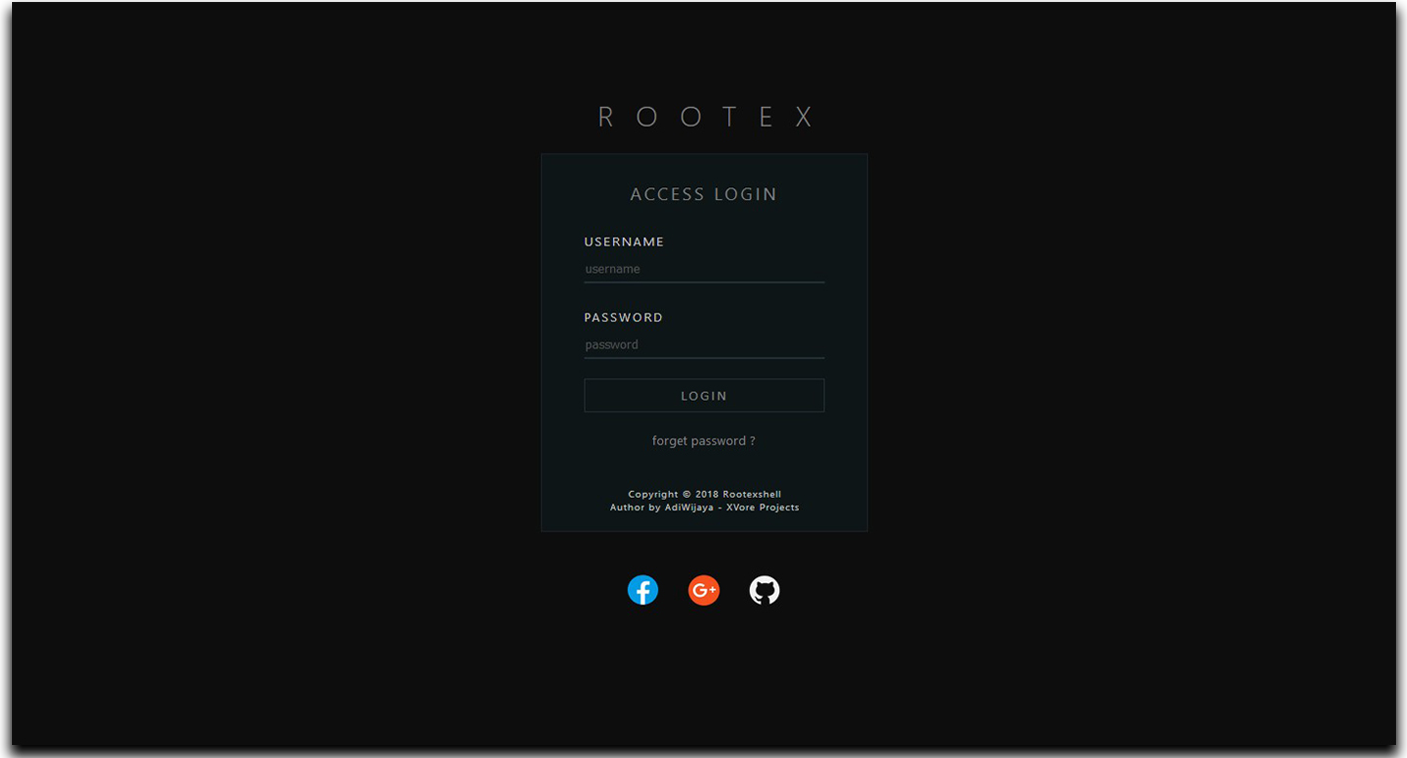 R O O T E X
ACCESS LOGIN
USERNAME
username
PASSWORD
password
LOGIN
forget password ?
Copyright © 2018 Rootexshell
Author by AdiWijaya - XVore Projects
f G+